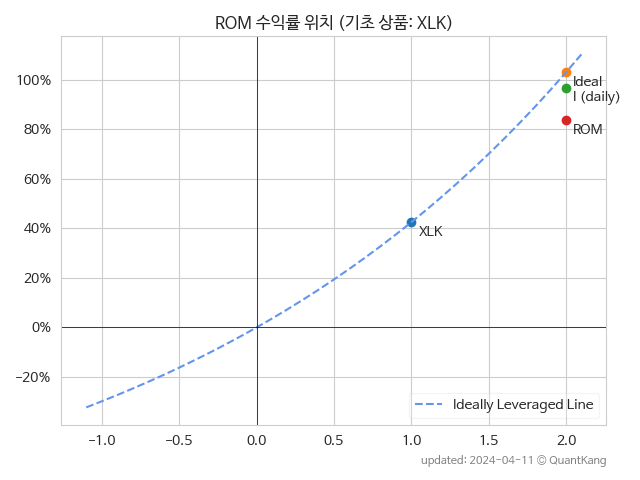 ROM 수익률 위치 (기초 상품: XLK)
100%
80%
60%
40%
20%
0%
−20%
Ideal
I (daily)
ROM
XLK
Ideally Leveraged Line
−1.0 −0.5 0.0 0.5 1.0 1.5 2.0
updated: 2024-04-11 © QuantKang